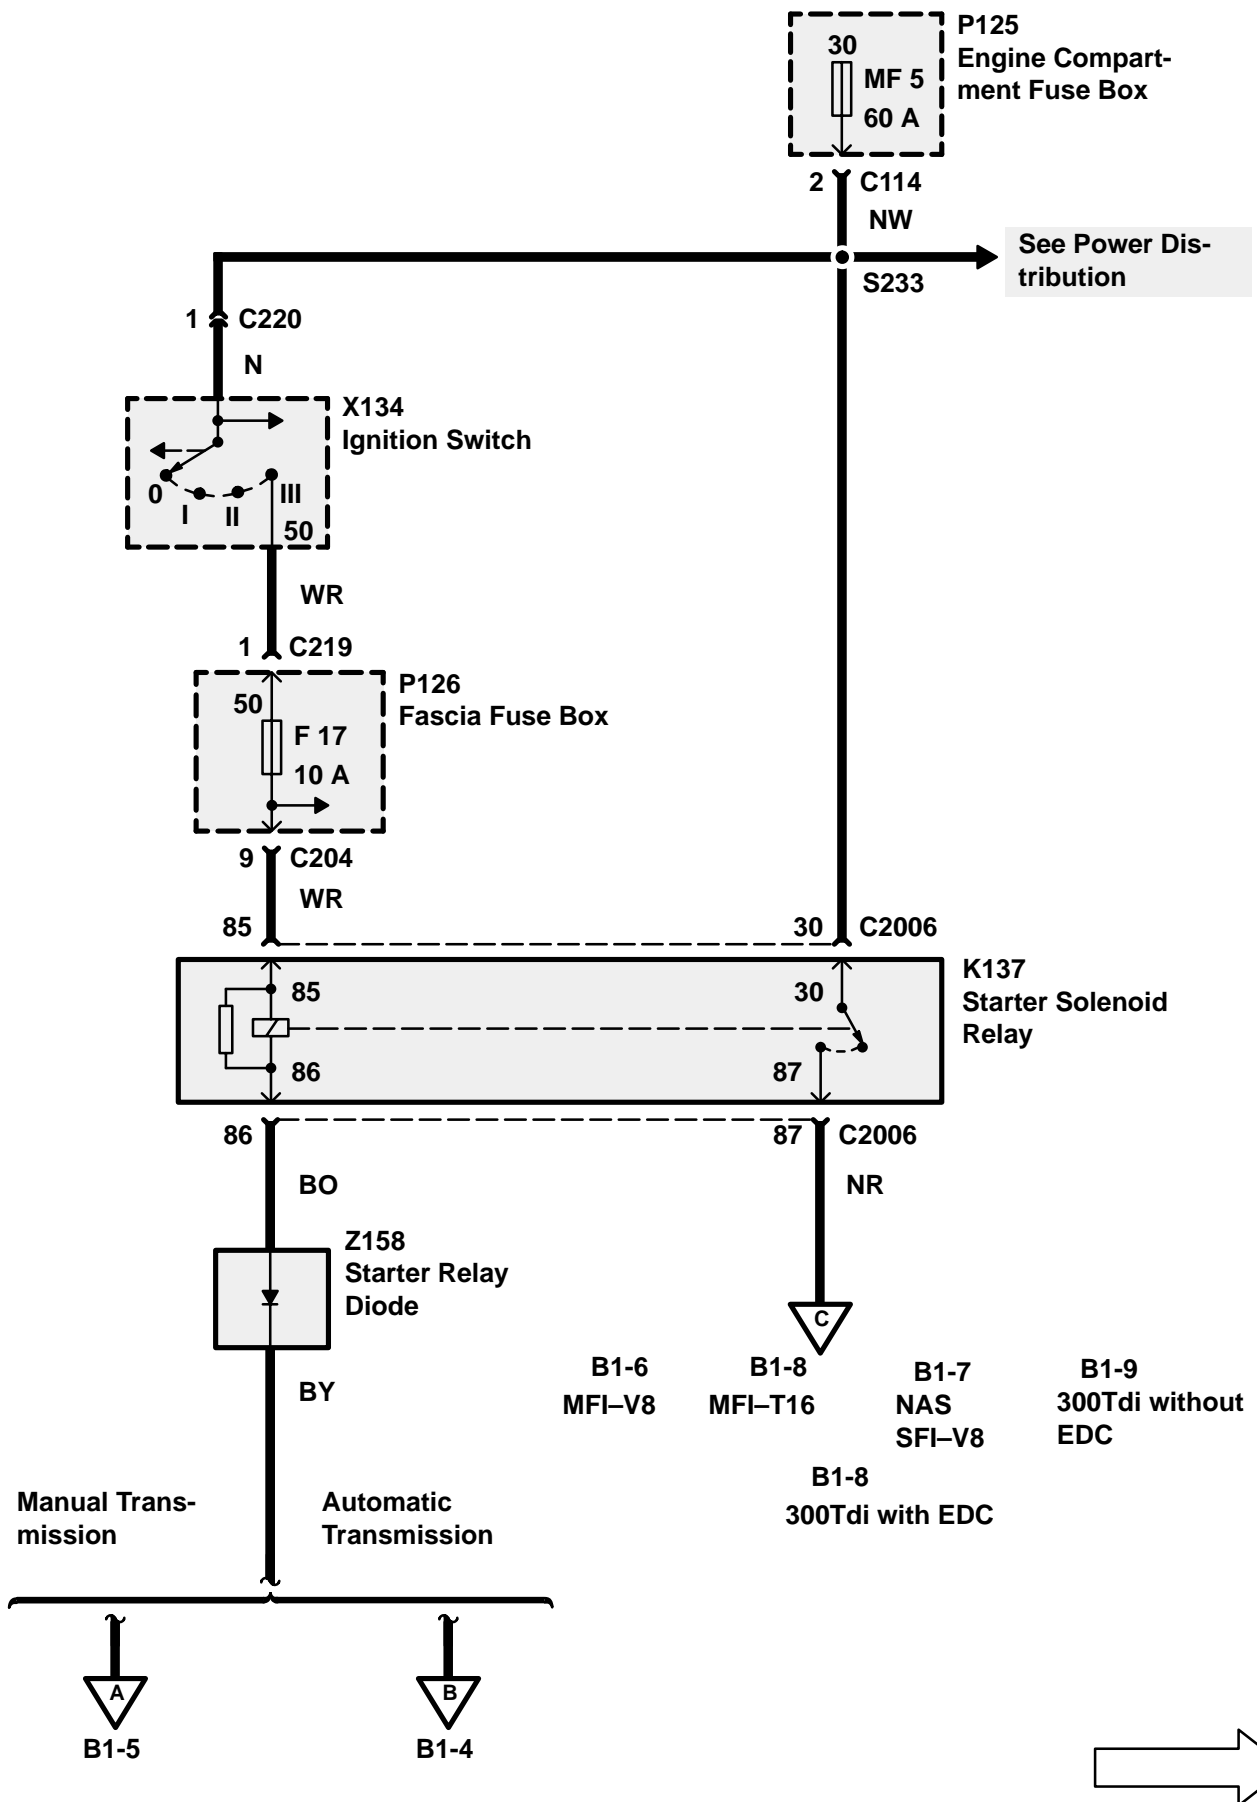 P125
Engine Compart-
ment Fuse Box
30
MF 5
60 A
2 C114
NW
See Power Dis-
tribution
S233
1 C220
N
X134
Ignition Switch
0
I
II
III
50
WR
1 C219
P126
Fascia Fuse Box
50
F 17
10 A
9 C204
WR
85
30 C2006
K137
Starter Solenoid
Relay
85
30
86
87
86
87 C2006
BO
NR
Z158
Starter Relay
Diode
C
BY
B1-6
MFI–V8
B1-8
MFI–T16
B1-7
NAS
SFI–V8
B1-9
300Tdi without
EDC
B1-8
300Tdi with EDC
Manual Trans-
mission
Automatic
Transmission
A
B
B1-5
B1-4